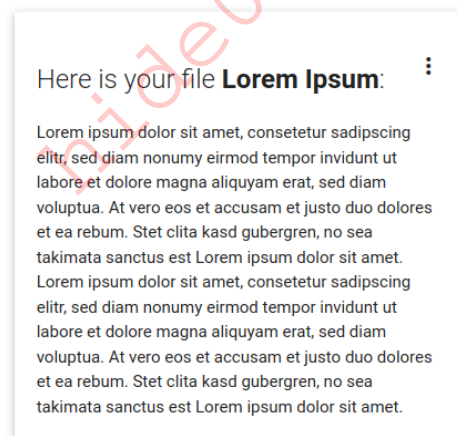 Here is your file Lorem Ipsum:
Lorem ipsum dolor sit amet, consetetur sadipscing
elitr, sed diam nonumy eirmod tempor invidunt ut
labore et dolore magna aliquyam erat, sed diam
voluptua. At vero eos et accusam et justo duo dolores
et ea rebum. Stet clita kasd gubergren, no sea
takimata sanctus est Lorem ipsum dolor sit amet.
Lorem ipsum dolor sit amet, consetetur sadipscing
elitr, sed diam nonumy eirmod tempor invidunt ut
labore et dolore magna aliquyam erat, sed diam
voluptua. At vero eos et accusam et justo duo dolores
et ea rebum. Stet clita kasd gubergren, no sea
takimata sanctus est Lorem ipsum dolor sit amet.